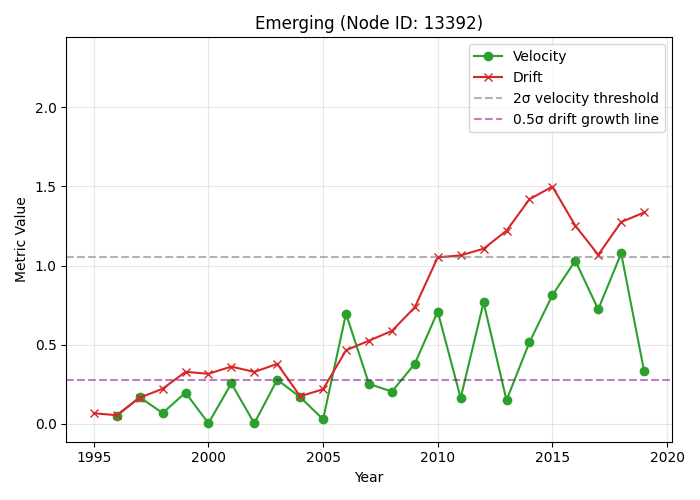 Emerging (Node ID: 13392)
Velocity
Drift
2σ velocity threshold
0.5σ drift growth line
2.0
1.5
1.0
0.5
0.0
Metric Value
1995
2000
2005
2010
2015
2020
Year